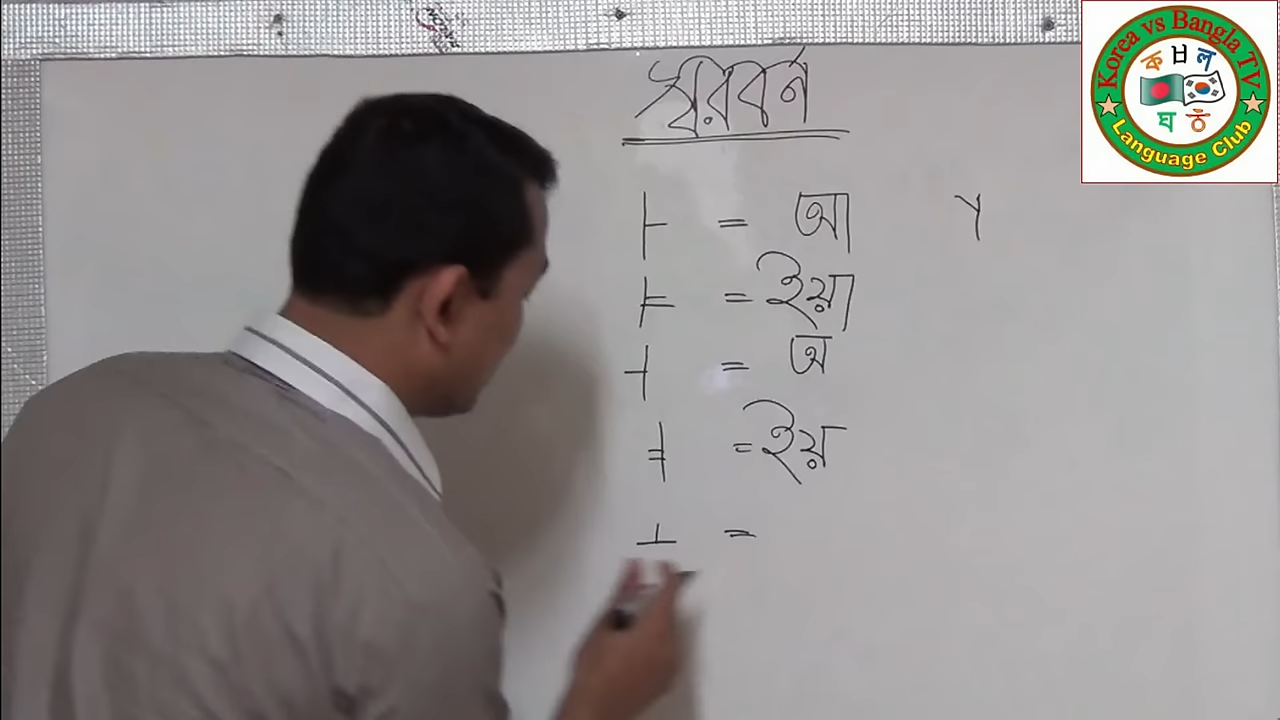 স্বরবর্ন
ㅏ = আ Y
ㅑ = ইয়া
ㅓ = অ
ㅕ = ইয়
ㅗ =
Korea vs Bangla TV
ক ㅂ ল
ঘ ㅎ
Language Club